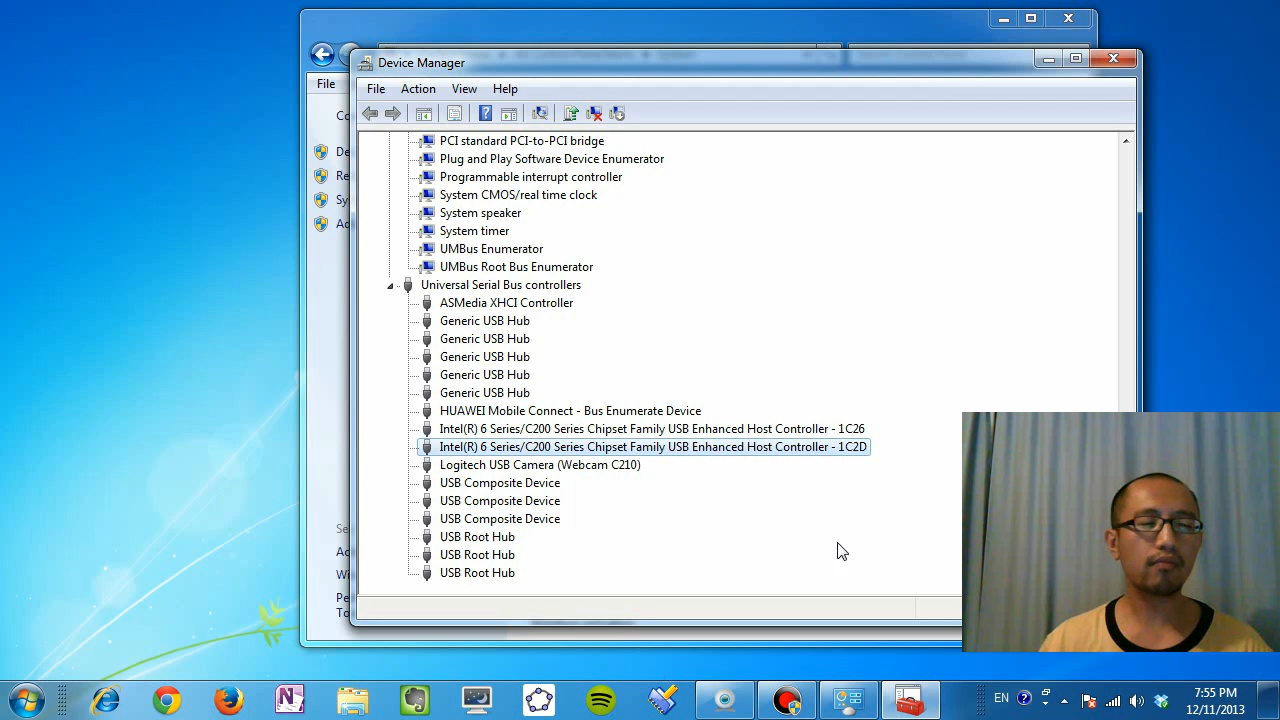 Device Manager
File
File Action View Help
PCI standard PCI-to-PCI bridge
Plug and Play Software Device Enumerator
Programmable interrupt controller
System CMOS/real time clock
System speaker
System timer
UMBus Enumerator
UMBus Root Bus Enumerator
Universal Serial Bus controllers
ASMedia XHCI Controller
Generic USB Hub
Generic USB Hub
Generic USB Hub
Generic USB Hub
Generic USB Hub
HUAWEI Mobile Connect - Bus Enumerate Device
Intel(R) 6 Series/C200 Series Chipset Family USB Enhanced Host Controller - 1C26
Intel(R) 6 Series/C200 Series Chipset Family USB Enhanced Host Controller - 1C2D
Logitech USB Camera (Webcam C210)
USB Composite Device
USB Composite Device
USB Composite Device
USB Root Hub
USB Root Hub
USB Root Hub
EN
7:55 PM
12/11/2013